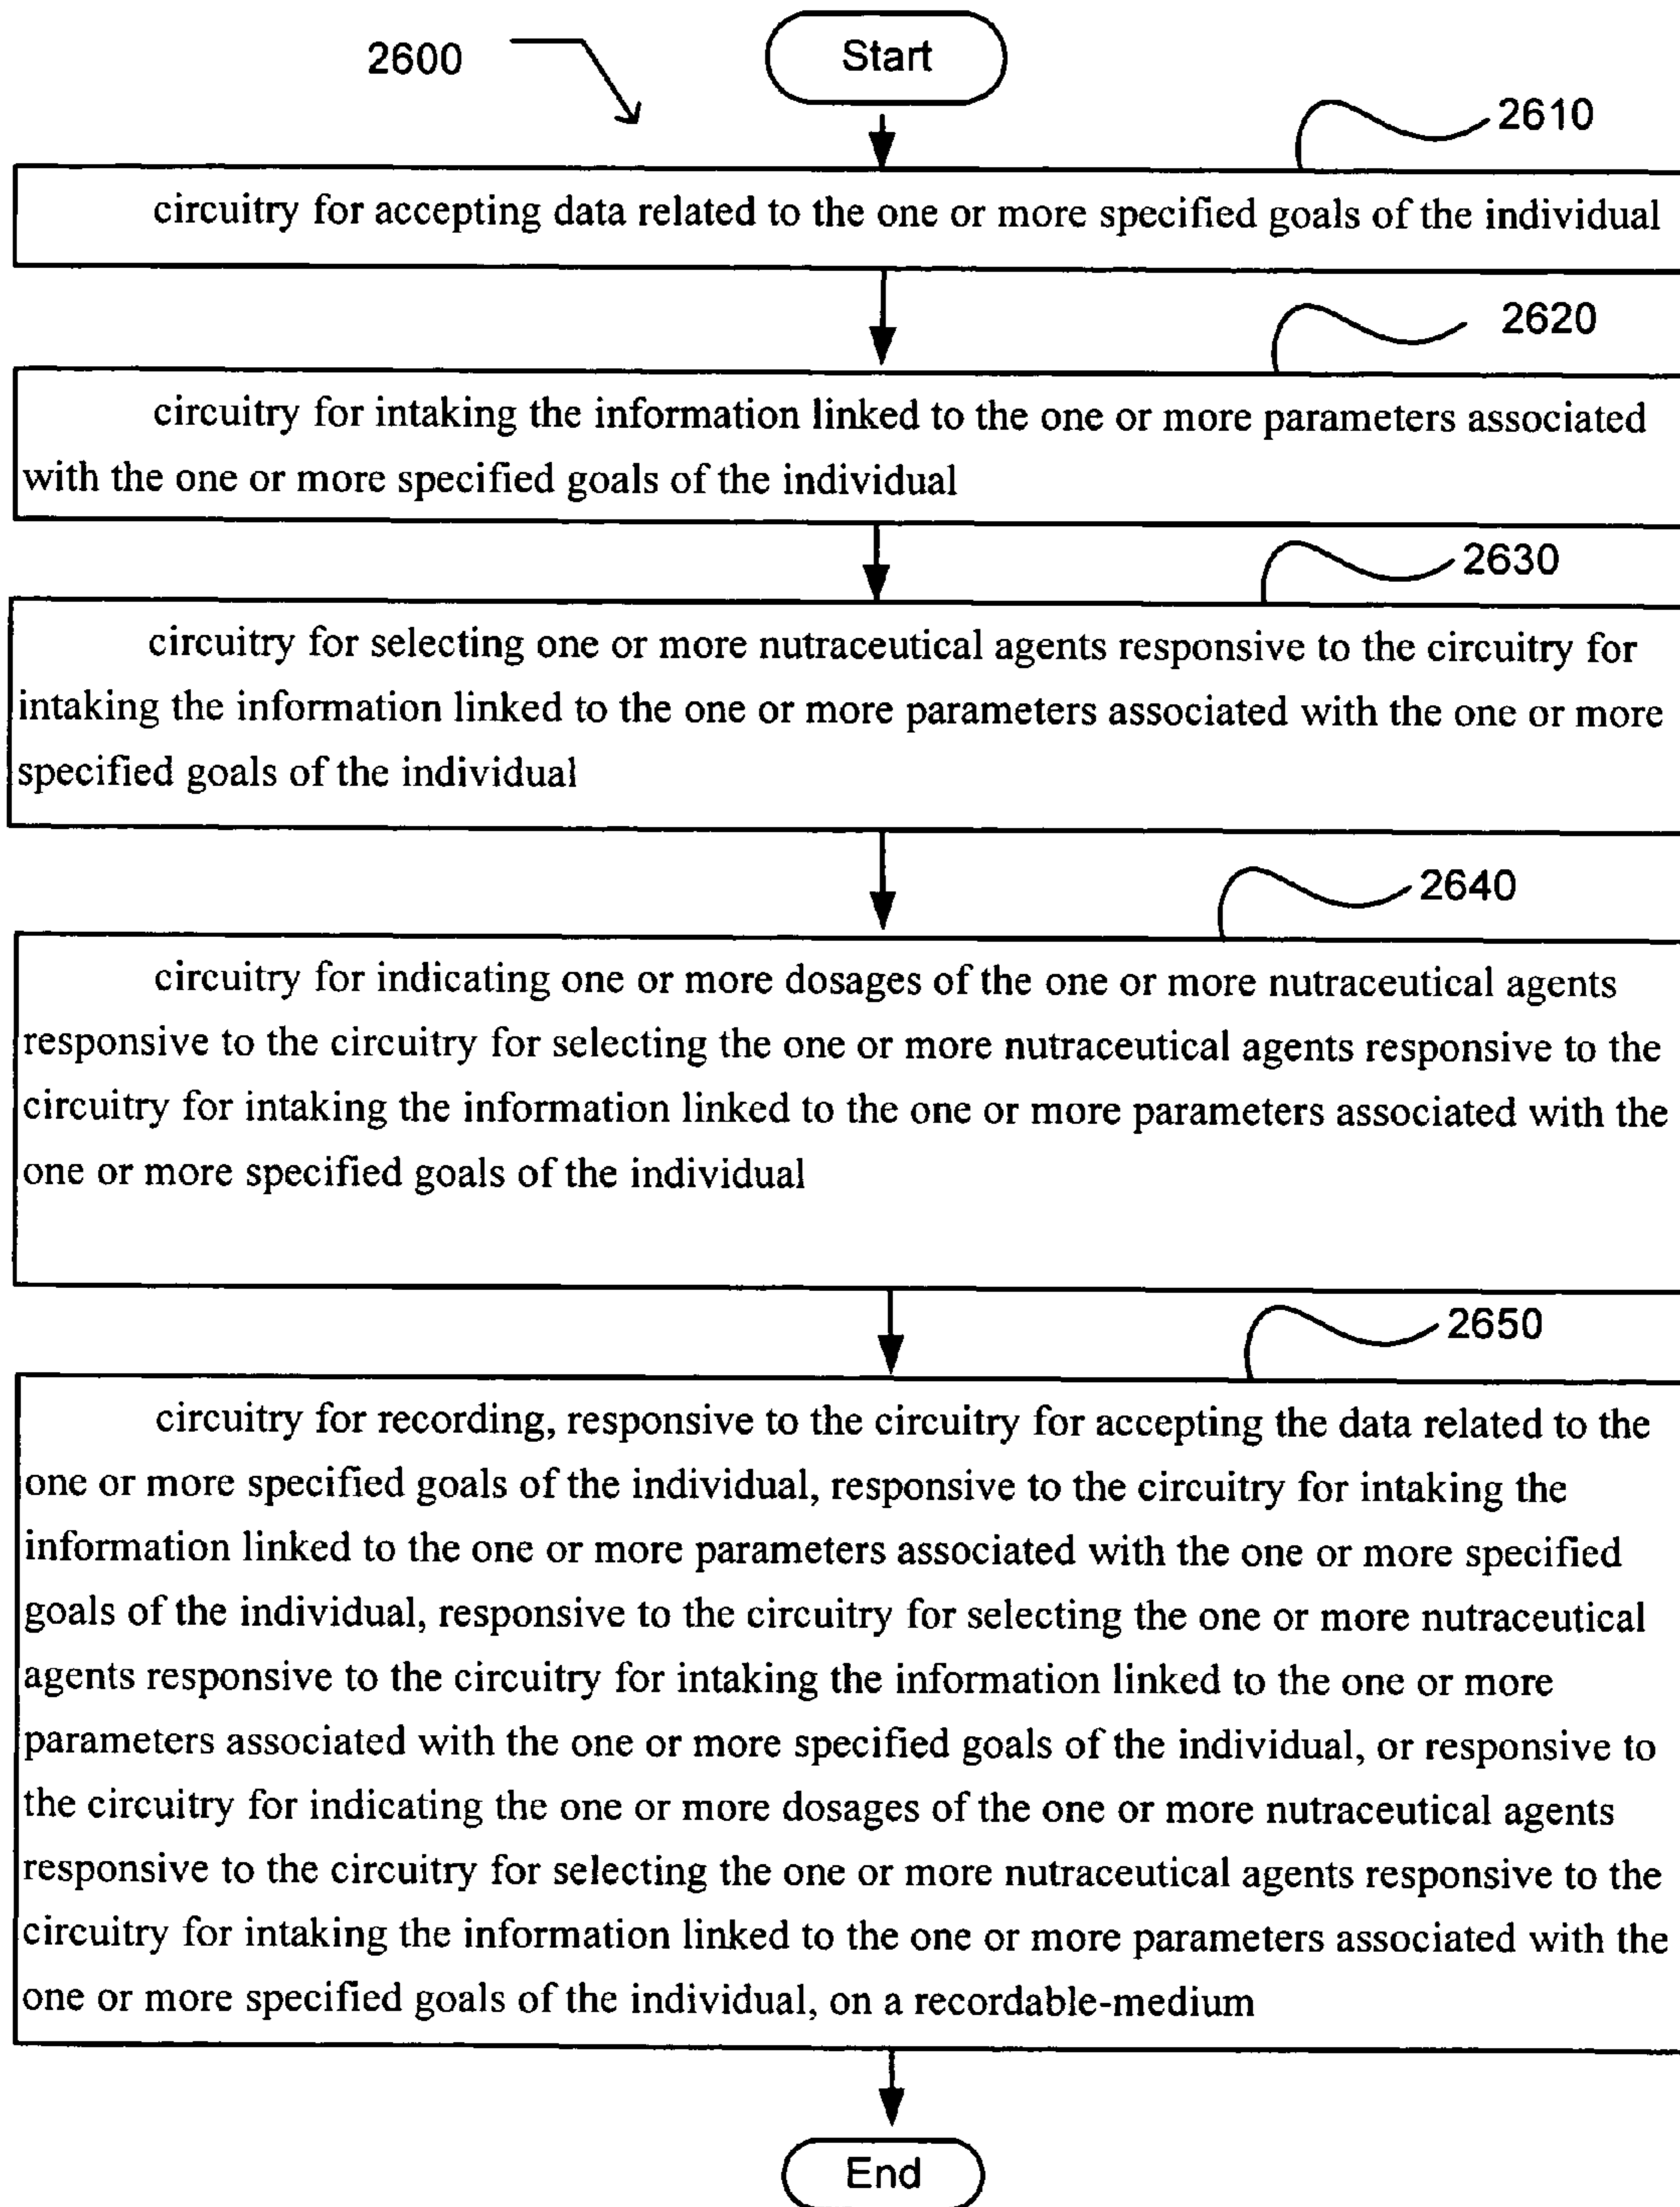 2600
Start
2610
circuitry for accepting data related to the one or more specified goals of the individual
2620
circuitry for intaking the information linked to the one or more parameters associated
with the one or more specified goals of the individual
2630
circuitry for selecting one or more nutraceutical agents responsive to the circuitry for
intaking the information linked to the one or more parameters associated with the one or more
specified goals of the individual
2640
circuitry for indicating one or more dosages of the one or more nutraceutical agents
responsive to the circuitry for selecting the one or more nutraceutical agents responsive to the
circuitry for intaking the information linked to the one or more parameters associated with the
one or more specified goals of the individual
2650
circuitry for recording, responsive to the circuitry for accepting the data related to the
one or more specified goals of the individual, responsive to the circuitry for intaking the
information linked to the one or more parameters associated with the one or more specified
goals of the individual, responsive to the circuitry for selecting the one or more nutraceutical
agents responsive to the circuitry for intaking the information linked to the one or more
parameters associated with the one or more specified goals of the individual, or responsive to
the circuitry for indicating the one or more dosages of the one or more nutraceutical agents
responsive to the circuitry for selecting the one or more nutraceutical agents responsive to the
circuitry for intaking the information linked to the one or more parameters associated with the
one or more specified goals of the individual, on a recordable-medium
End